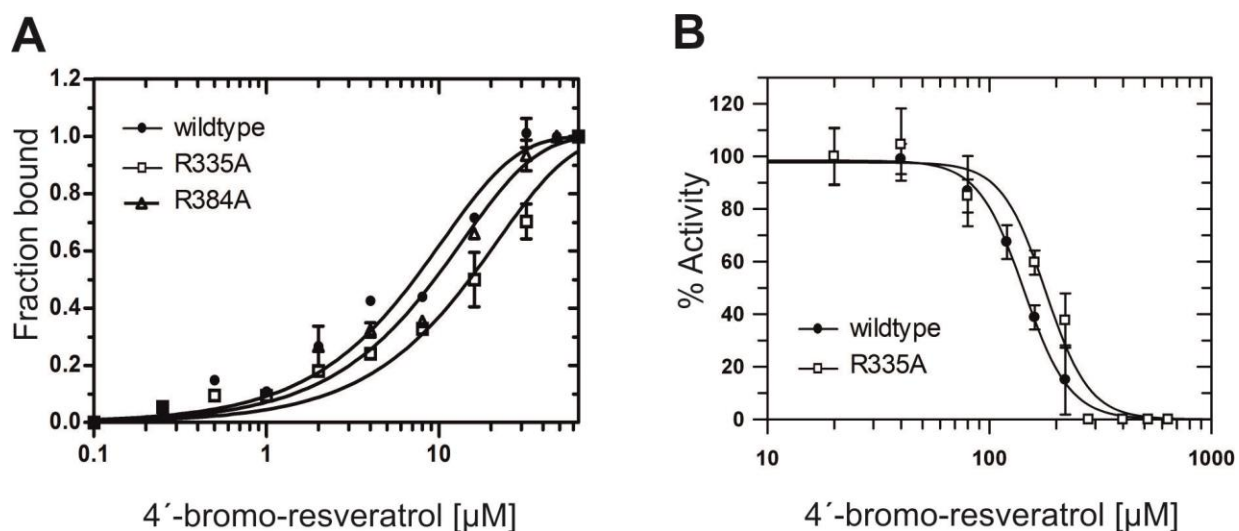 A
Fraction bound
1.2
1.0
0.8
0.6
0.4
0.2
0.0
wildtype
R335A
R384A
0.1
1
10
4´-bromo-resveratrol [µM]
B
% Activity
120
100
80
60
40
20
0
wildtype
R335A
10
100
1000
4´-bromo-resveratrol [µM]